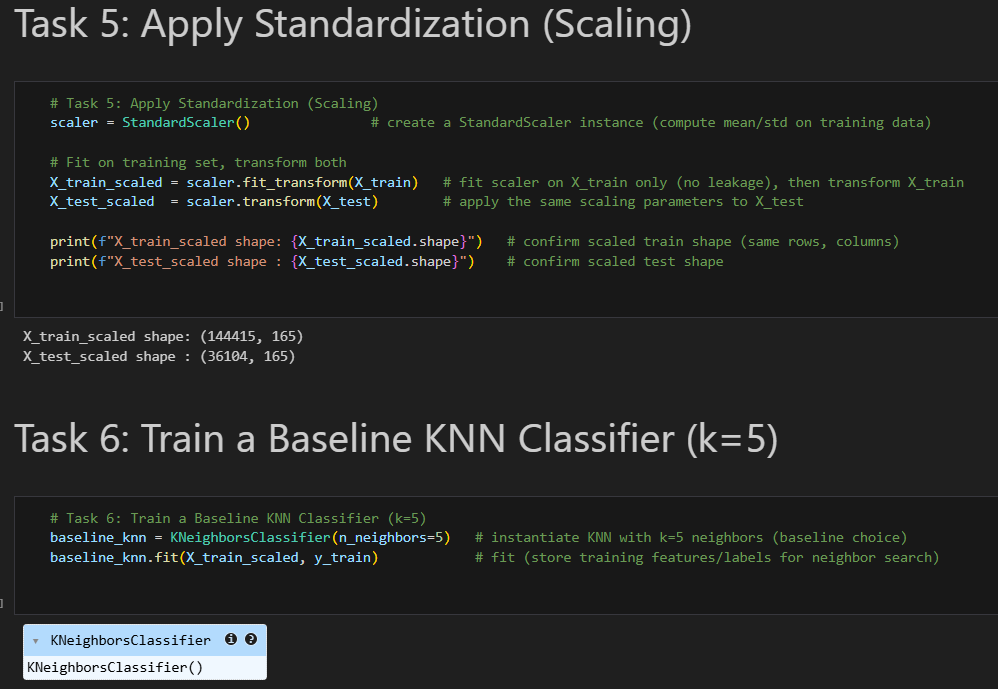 Task 5: Apply Standardization (Scaling)
# Task 5: Apply Standardization (Scaling)
scaler = StandardScaler()               # create a StandardScaler instance (compute mean/std on training data)
# Fit on training set, transform both
X_train_scaled = scaler.fit_transform(X_train)   # fit scaler on X_train only (no leakage), then transform X_train
X_test_scaled  = scaler.transform(X_test)        # apply the same scaling parameters to X_test
print(f"X_train_scaled shape: {X_train_scaled.shape}")   # confirm scaled train shape (same rows, columns)
print(f"X_test_scaled shape : {X_test_scaled.shape}")    # confirm scaled test shape
]
X_train_scaled shape: (144415, 165)
X_test_scaled shape : (36104, 165)
Task 6: Train a Baseline KNN Classifier (k=5)
# Task 6: Train a Baseline KNN Classifier (k=5)
baseline_knn = KNeighborsClassifier(n_neighbors=5)   # instantiate KNN with k=5 neighbors (baseline choice)
baseline_knn.fit(X_train_scaled, y_train)            # fit (store training features/labels for neighbor search)
]
▾ KNeighborsClassifier i ?
KNeighborsClassifier()